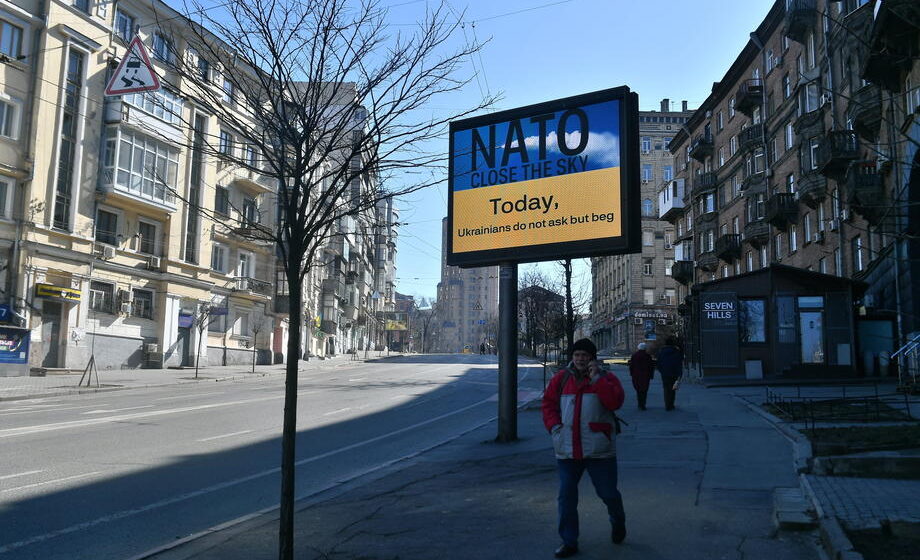 NATO
CLOSE THE SKY
Today,
Ukrainians do not ask but beg
SEVEN
HILLS